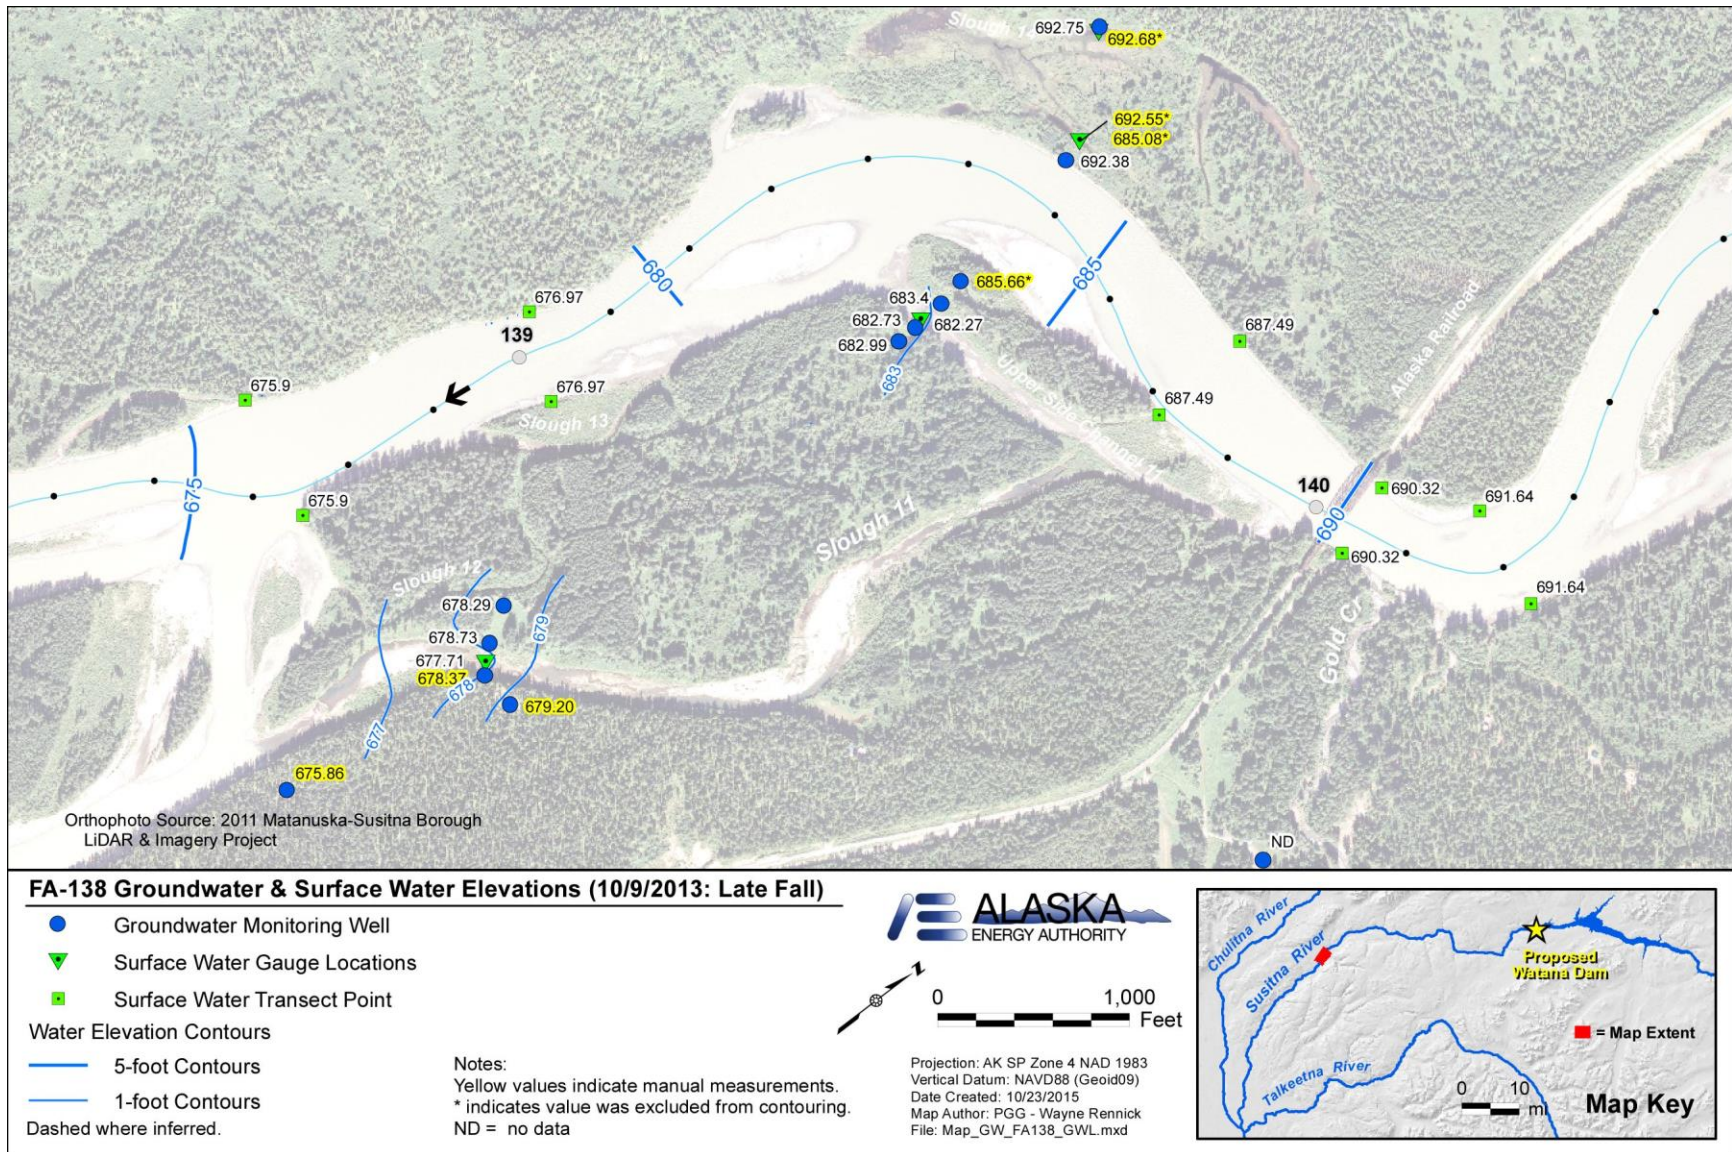 Slough 14
692.75
692.68*
692.55*
685.08*
692.38
680
685
685.66*
683.4
682.73
682.27
682.99
683
676.97
139
687.49
Alaska Railroad
675.9
676.97
Slough 13
Upper Side Channel 11
687.49
675
675.9
140
690
690.32
691.64
Slough 11
690.32
691.64
Slough 12
678.29
679
678.73
677.71
678.37
678
679.20
677
Gold Cr
675.86
Orthophoto Source: 2011 Matanuska-Susitna Borough
LiDAR & Imagery Project
ND
FA-138 Groundwater & Surface Water Elevations (10/9/2013: Late Fall)
Groundwater Monitoring Well
Surface Water Gauge Locations
Surface Water Transect Point
Water Elevation Contours
5-foot Contours
1-foot Contours
Dashed where inferred.
Notes:
Yellow values indicate manual measurements.
* indicates value was excluded from contouring.
ND = no data
ALASKA
ENERGY AUTHORITY
N
0 1,000
Feet
Projection: AK SP Zone 4 NAD 1983
Vertical Datum: NAVD88 (Geoid09)
Date Created: 10/23/2015
Map Author: PGG - Wayne Rennick
File: Map_GW_FA138_GWL.mxd
Chulitna River
Susitna River
Proposed
Watana Dam
= Map Extent
Talkeetna River
0 10
mi
Map Key